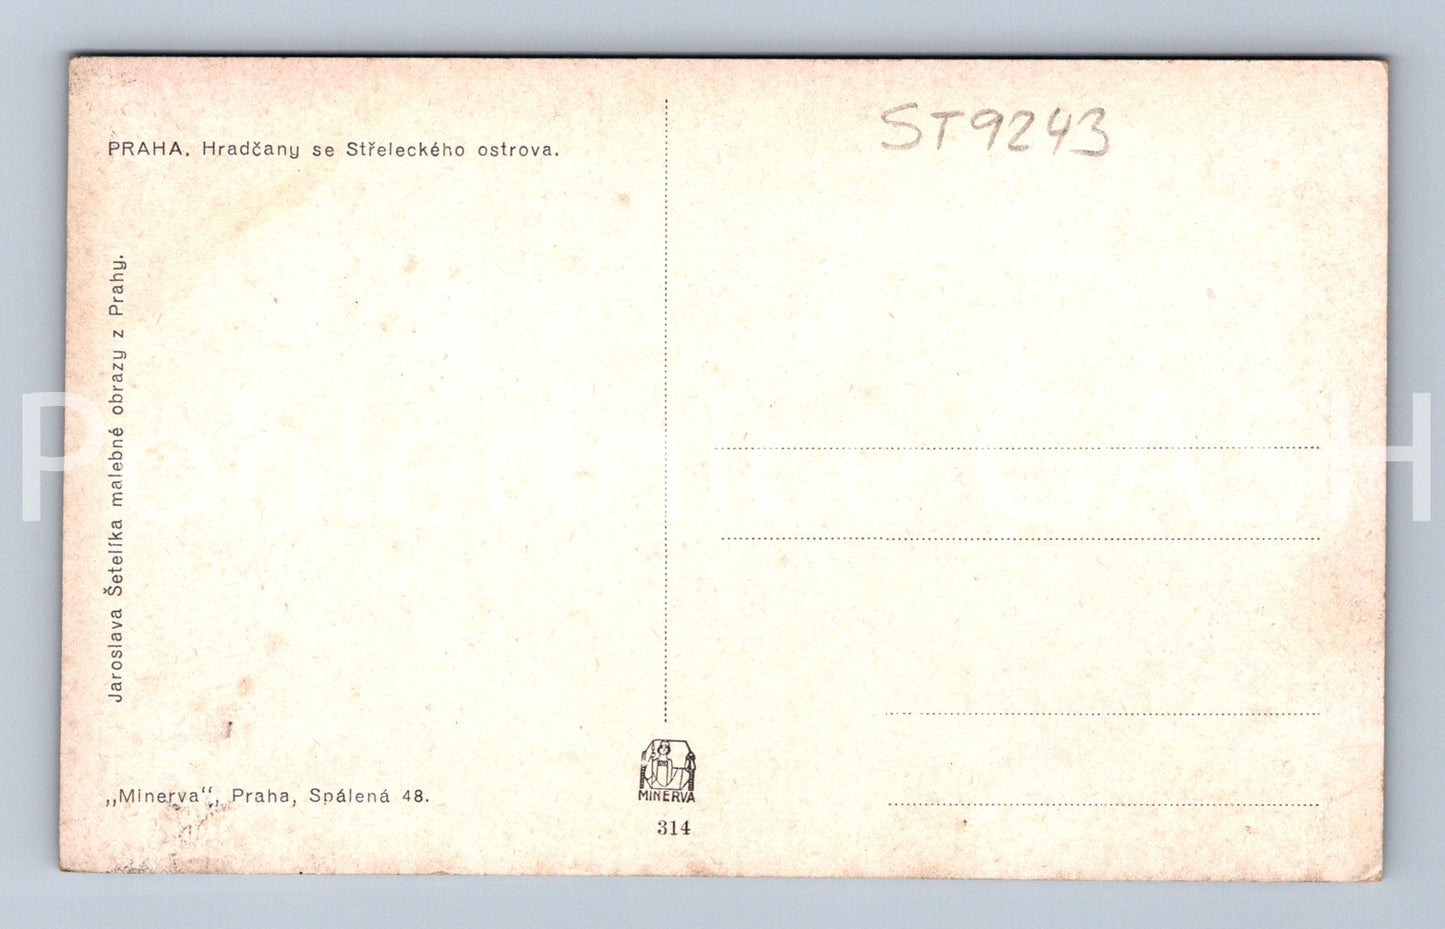 ST9243
PRAHA. Hradčany se Střeleckého ostrova.
Jaroslava Šetelíka malebné obrazy z Prahy.
„Minerva“, Praha, Spálená 48.
MINERVA
314